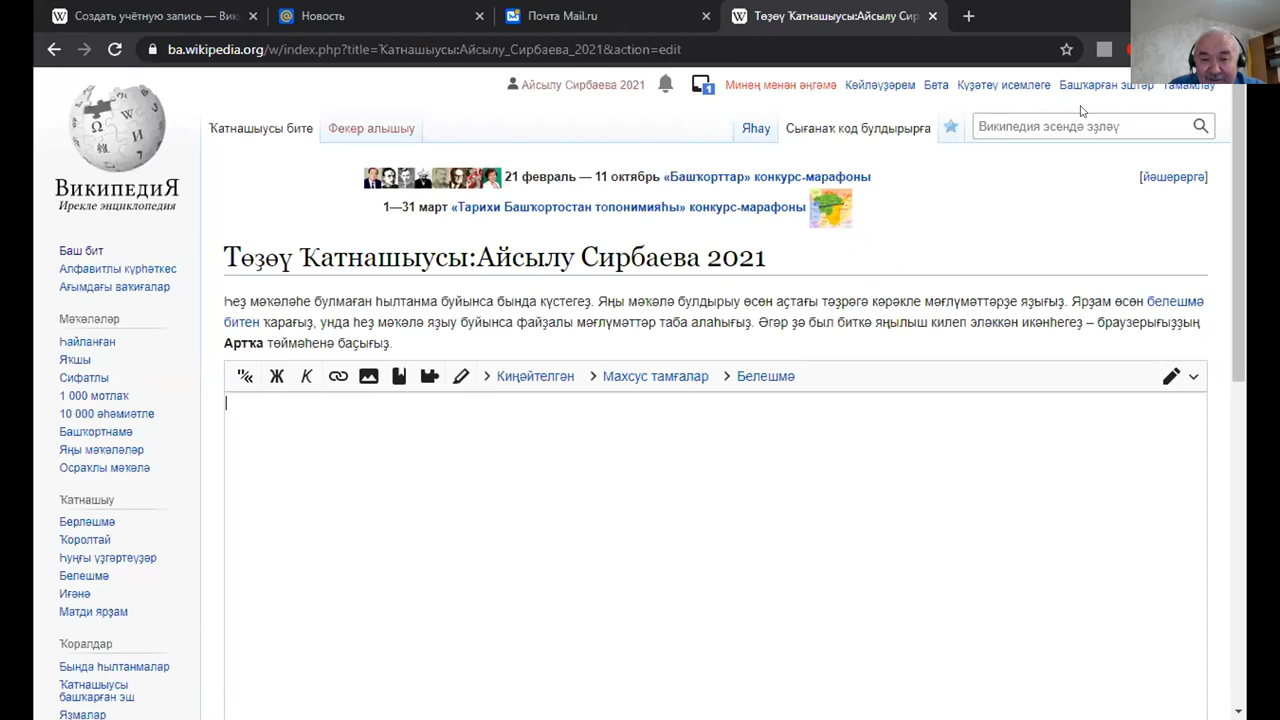 Создать учётную запись — Вик
Новость
Почта Mail.ru
Төҙөү Ҡатнашыусы:Айсылу Сир
ba.wikipedia.org/w/index.php?title=Ҡатнашыусы:Айсылу_Сирбаева_2021&action=edit
Айсылу Сирбаева 2021
1
Минең менән әңгәмә
Көйләүҙәрем
Бета
Күҙәтеү исемлеге
Башҡарған эштәр
Тамамлау
Ҡатнашыусы бите
Фекер алышыу
Яһау
Сығанаҡ код булдырырға
Википедия эсендә эҙләү
ВикипедиЯ
Ирекле энциклопедия
21 февраль — 11 октябрь «Башҡорттар» конкурс-марафоны
[йәшерергә]
1—31 март «Тарихи Башҡортостан топонимияһы» конкурс-марафоны
Төҙөү Ҡатнашыусы:Айсылу Сирбаева 2021
Һеҙ мәҡәләһе булмаған һылтанма буйынса бында күстегеҙ. Яңы мәҡәлә булдырыу өсөн аҫтағы тәҙрәгә кәрәкле мәғлүмәттәрҙе яҙығыҙ. Ярҙам өсөн белешмә
битен ҡарағыҙ, унда һеҙ мәҡәлә яҙыу буйынса файҙалы мәғлүмәттәр таба алаһығыҙ. Әгәр ҙә был биткә яңылыш килеп эләккән икәнһегеҙ – браузерығыҙҙың
Артҡа төймәһенә баҫығыҙ.
Ж
К
Киңәйтелгән
Махсус тамғалар
Белешмә
Баш бит
Алфавитлы күрһәткес
Ағымдағы ваҡиғалар
Мәҡәләләр
Һайланған
Яҡшы
Сифатлы
1 000 мотлаҡ
10 000 әһәмиәтле
Башҡортнамә
Яңы мәҡәләләр
Осраҡлы мәҡәлә
Ҡатнашыу
Берләшмә
Ҡоролтай
Һуңғы үҙгәртеүҙәр
Белешмә
Иғәнә
Матди ярҙам
Ҡоралдар
Бында һылтанмалар
Ҡатнашыусы
башҡарған эш
Яҙмалар